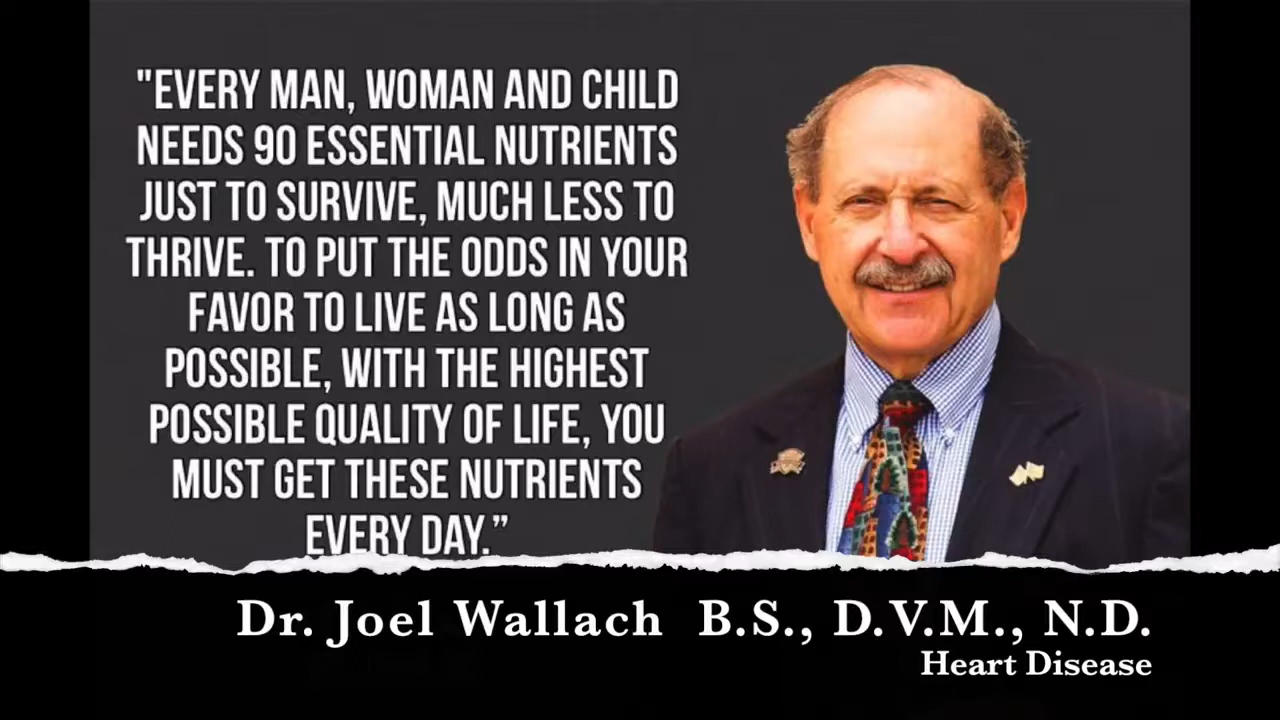 "EVERY MAN, WOMAN AND CHILD
NEEDS 90 ESSENTIAL NUTRIENTS
JUST TO SURVIVE, MUCH LESS TO
THRIVE. TO PUT THE ODDS IN YOUR
FAVOR TO LIVE AS LONG AS
POSSIBLE, WITH THE HIGHEST
POSSIBLE QUALITY OF LIFE, YOU
MUST GET THESE NUTRIENTS
EVERY DAY.”
Dr. Joel Wallach B.S., D.V.M., N.D.
Heart Disease